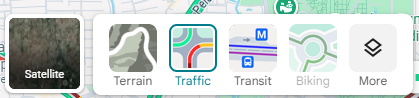 Satellite
Terrain
Traffic
Transit
Biking
More
M